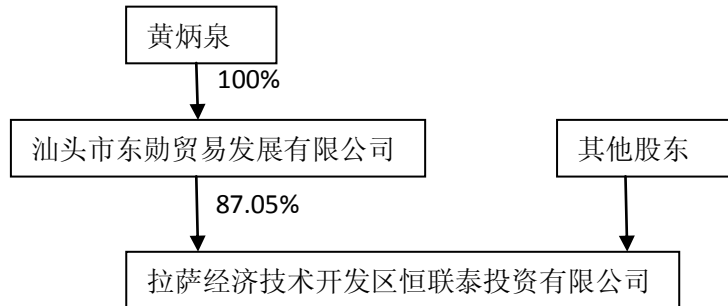 黄炳泉
100%
汕头市东勋贸易发展有限公司
其他股东
87.05%
拉萨经济技术开发区恒联泰投资有限公司